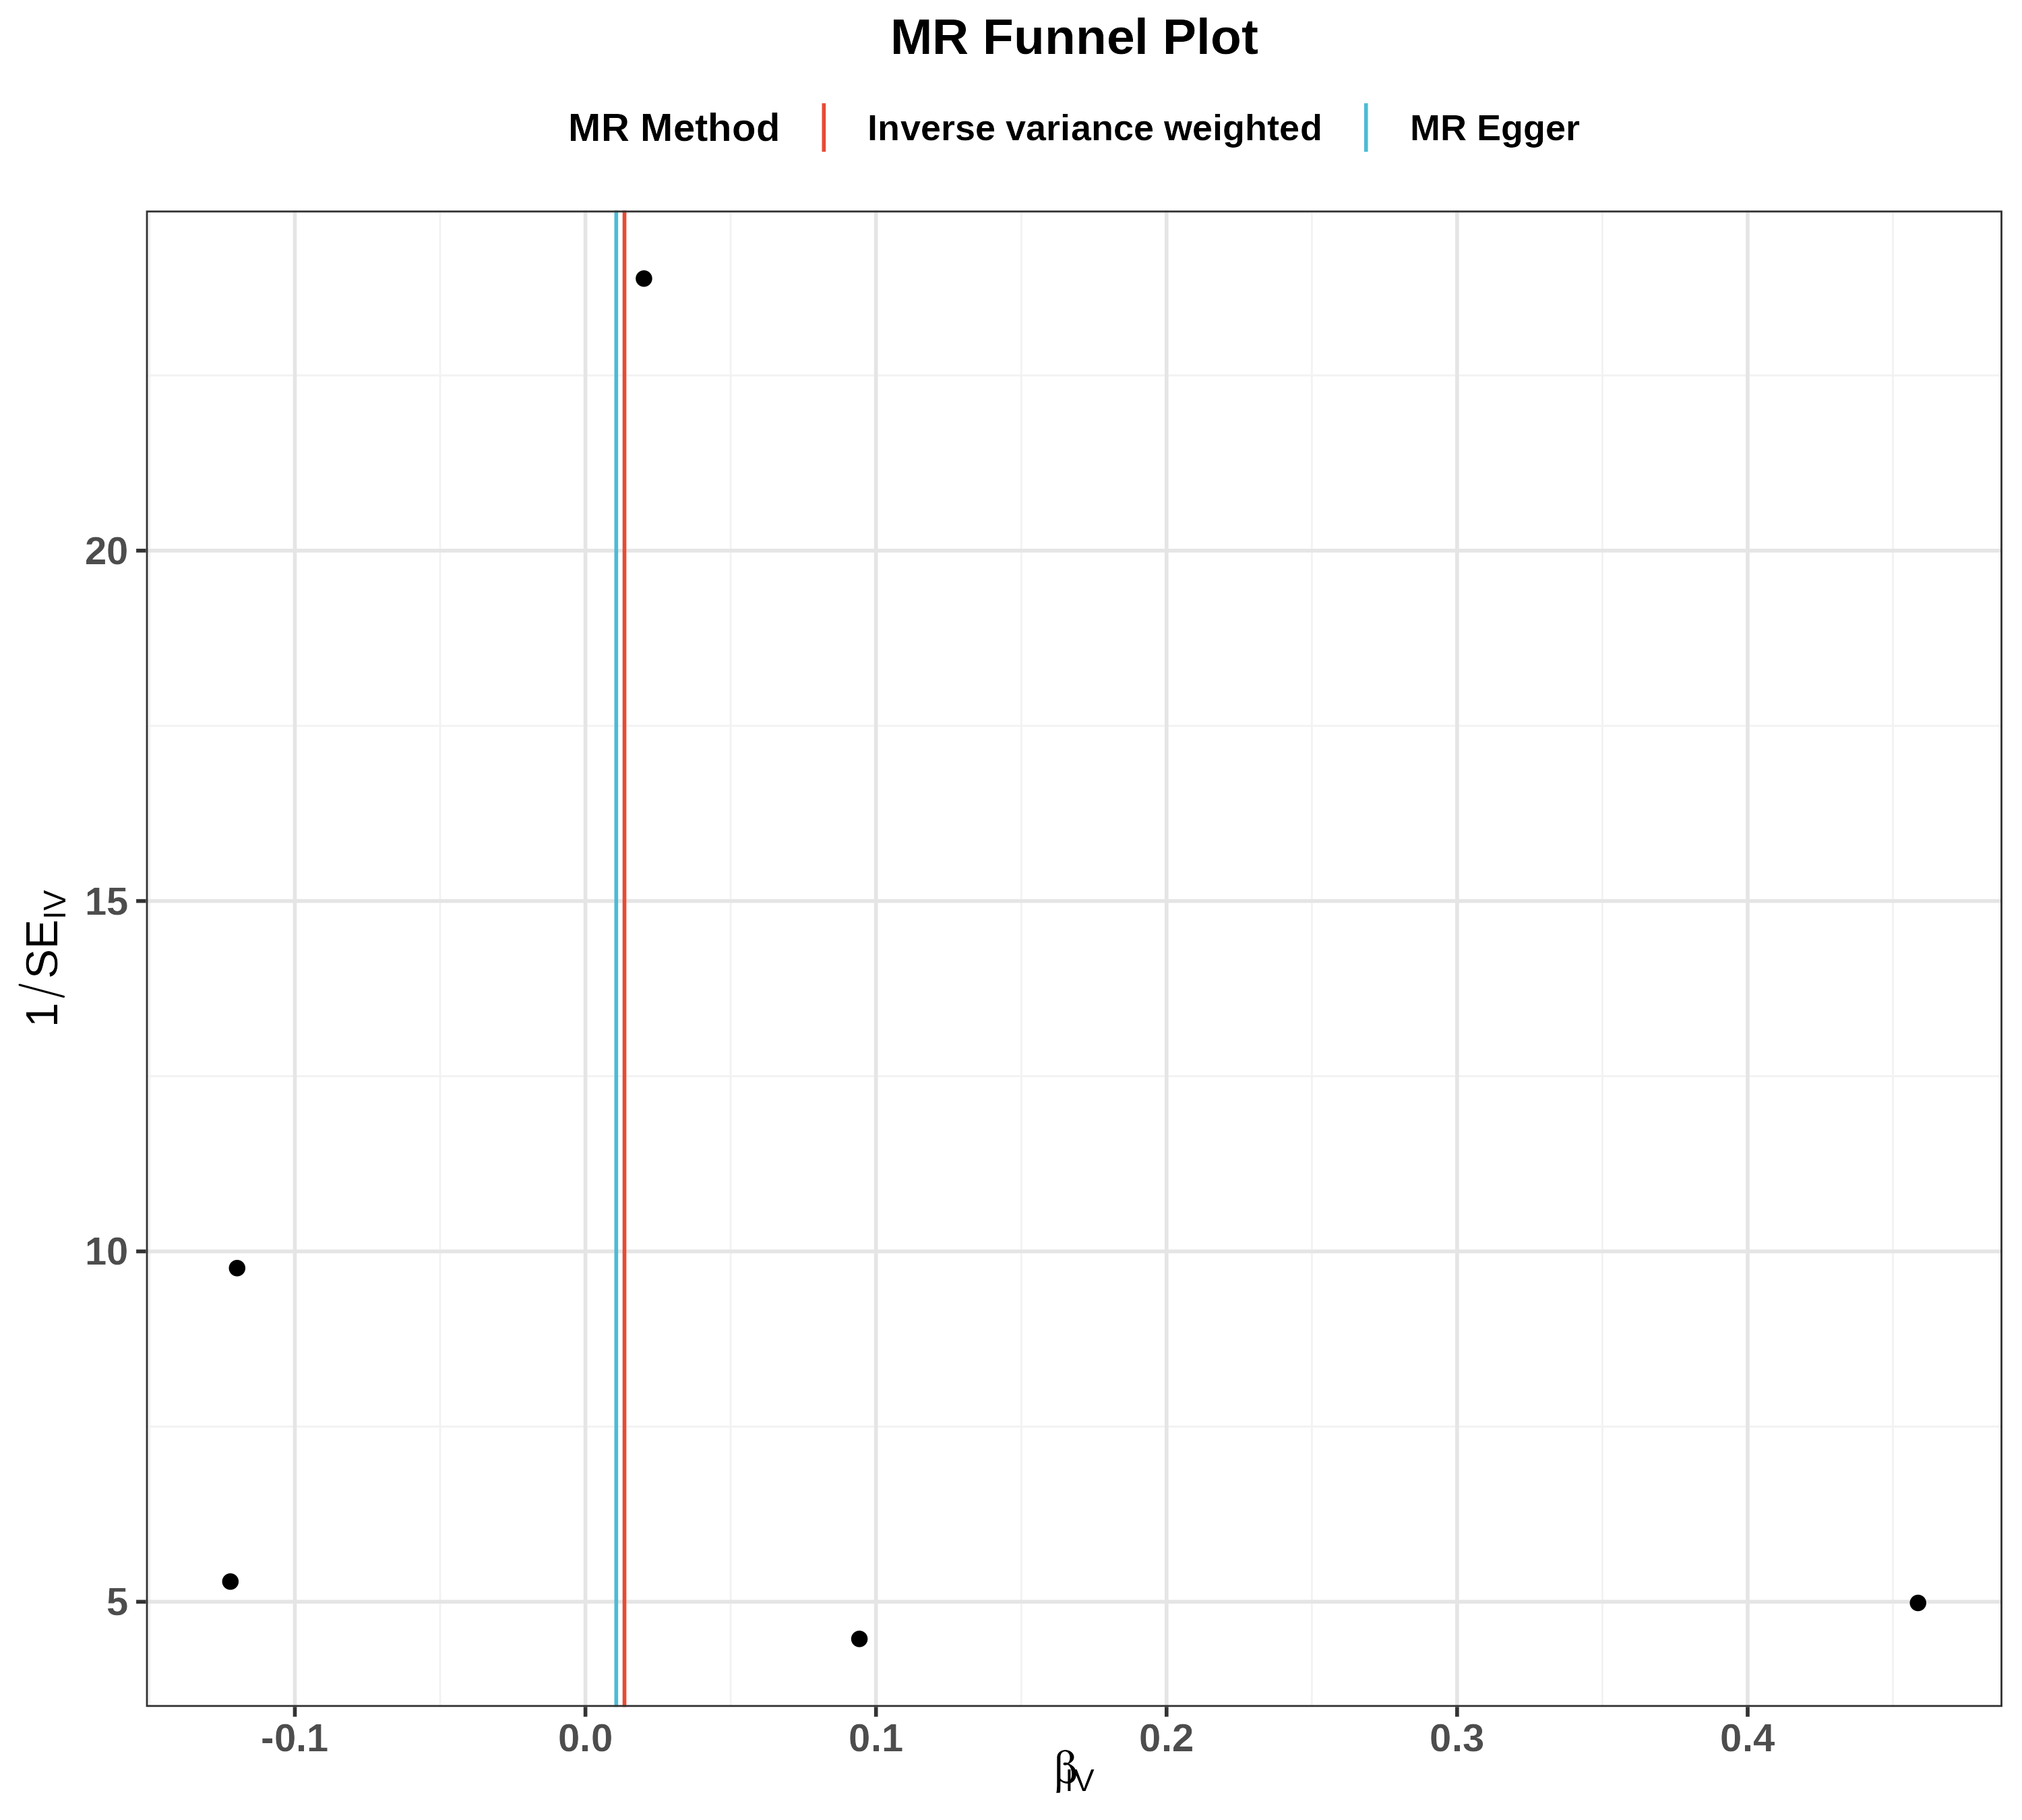 MR Funnel Plot
MR Method Inverse variance weighted MR Egger
20
15
10
5
1 / SE_IV
-0.1 0.0 0.1 0.2 0.3 0.4
β_IV